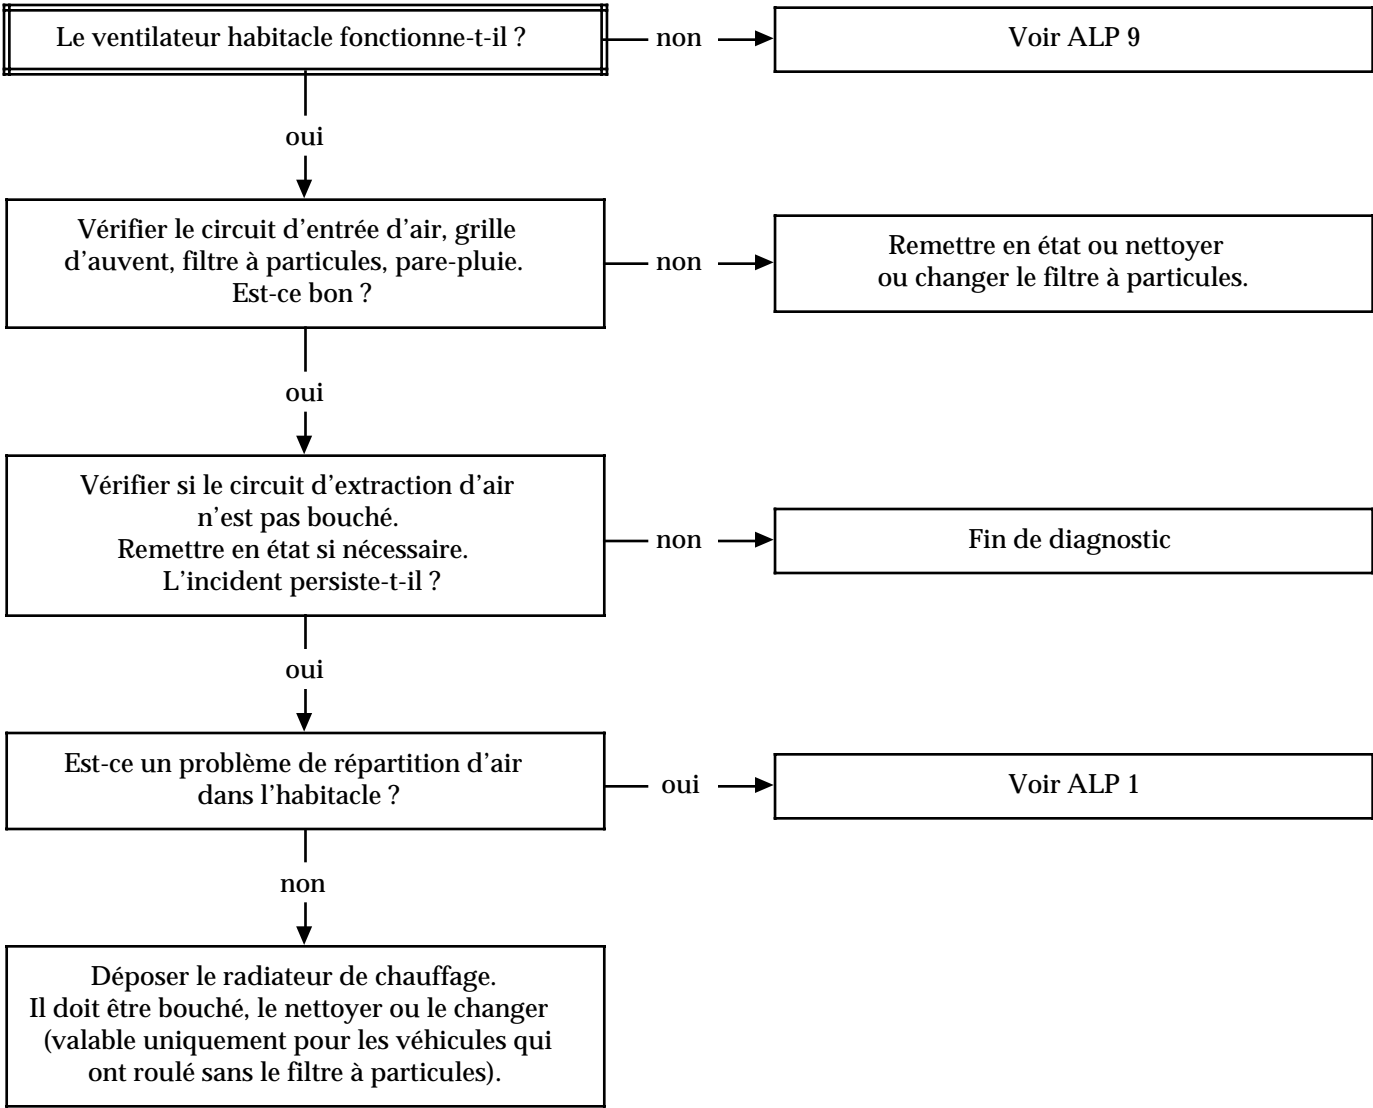 Le ventilateur habitacle fonctionne-t-il ?
non
Voir ALP 9
oui
Vérifier le circuit d’entrée d’air, grille
d’auvent, filtre à particules, pare-pluie.
Est-ce bon ?
non
Remettre en état ou nettoyer
ou changer le filtre à particules.
oui
Vérifier si le circuit d’extraction d’air
n’est pas bouché.
Remettre en état si nécessaire.
L’incident persiste-t-il ?
non
Fin de diagnostic
oui
Est-ce un problème de répartition d’air
dans l’habitacle ?
oui
Voir ALP 1
non
Déposer le radiateur de chauffage.
Il doit être bouché, le nettoyer ou le changer
(valable uniquement pour les véhicules qui
ont roulé sans le filtre à particules).